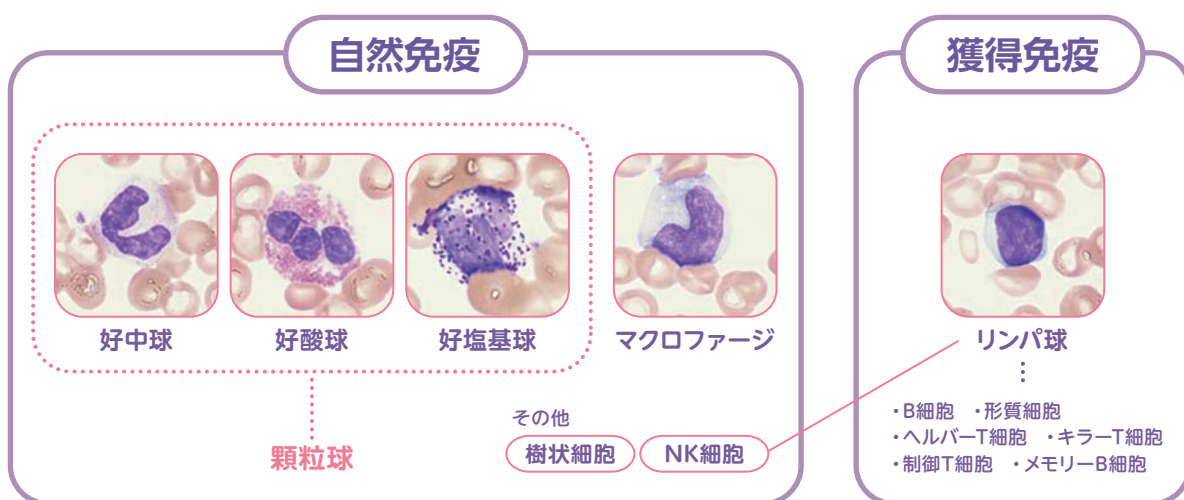 自然免疫
獲得免疫
好中球
好酸球
好塩基球
マクロファージ
リンパ球
顆粒球
その他
樹状細胞
NK細胞
・B細胞 ・形質細胞
・ヘルパーT細胞 ・キラーT細胞
・制御T細胞 ・メモリーB細胞